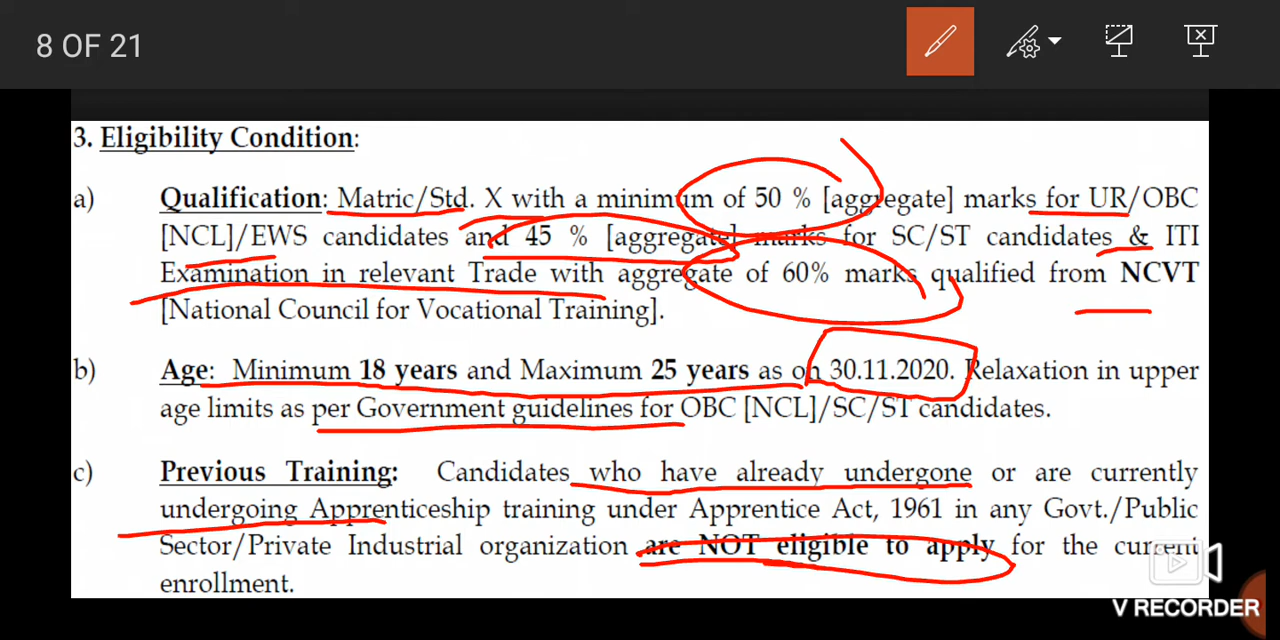 8 OF 21
3. Eligibility Condition:
a) Qualification: Matric/Std. X with a minimum of 50 % [aggregate] marks for UR/OBC
[NCL]/EWS candidates and 45 % [aggregate] marks for SC/ST candidates & ITI
Examination in relevant Trade with aggregate of 60% marks qualified from NCVT
[National Council for Vocational Training].
b) Age: Minimum 18 years and Maximum 25 years as on 30.11.2020. Relaxation in upper
age limits as per Government guidelines for OBC [NCL]/SC/ST candidates.
c) Previous Training: Candidates who have already undergone or are currently
undergoing Apprenticeship training under Apprentice Act, 1961 in any Govt./Public
Sector/Private Industrial organization are NOT eligible to apply for the current
enrollment.
V RECORDER